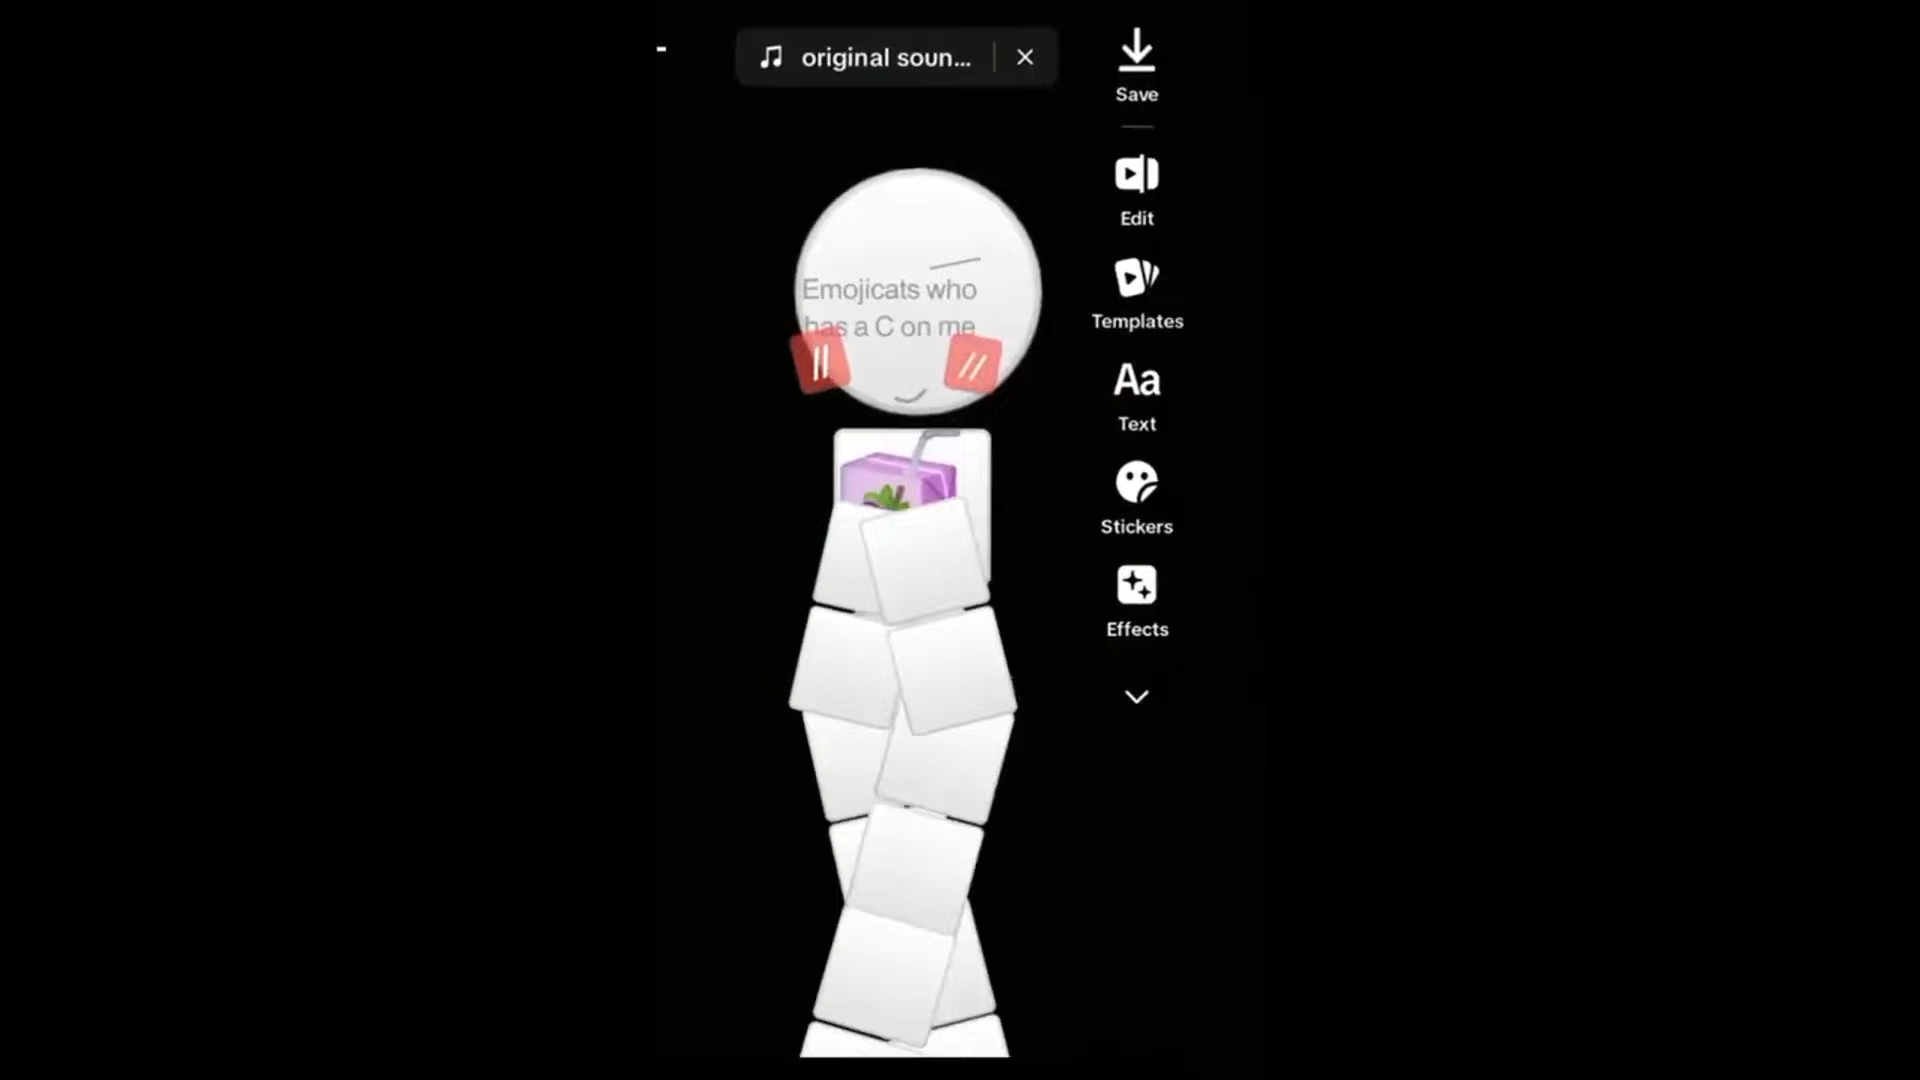 original soun...
Save
Edit
Templates
Aa
Text
Stickers
Effects
Emojicats who
has a C on me